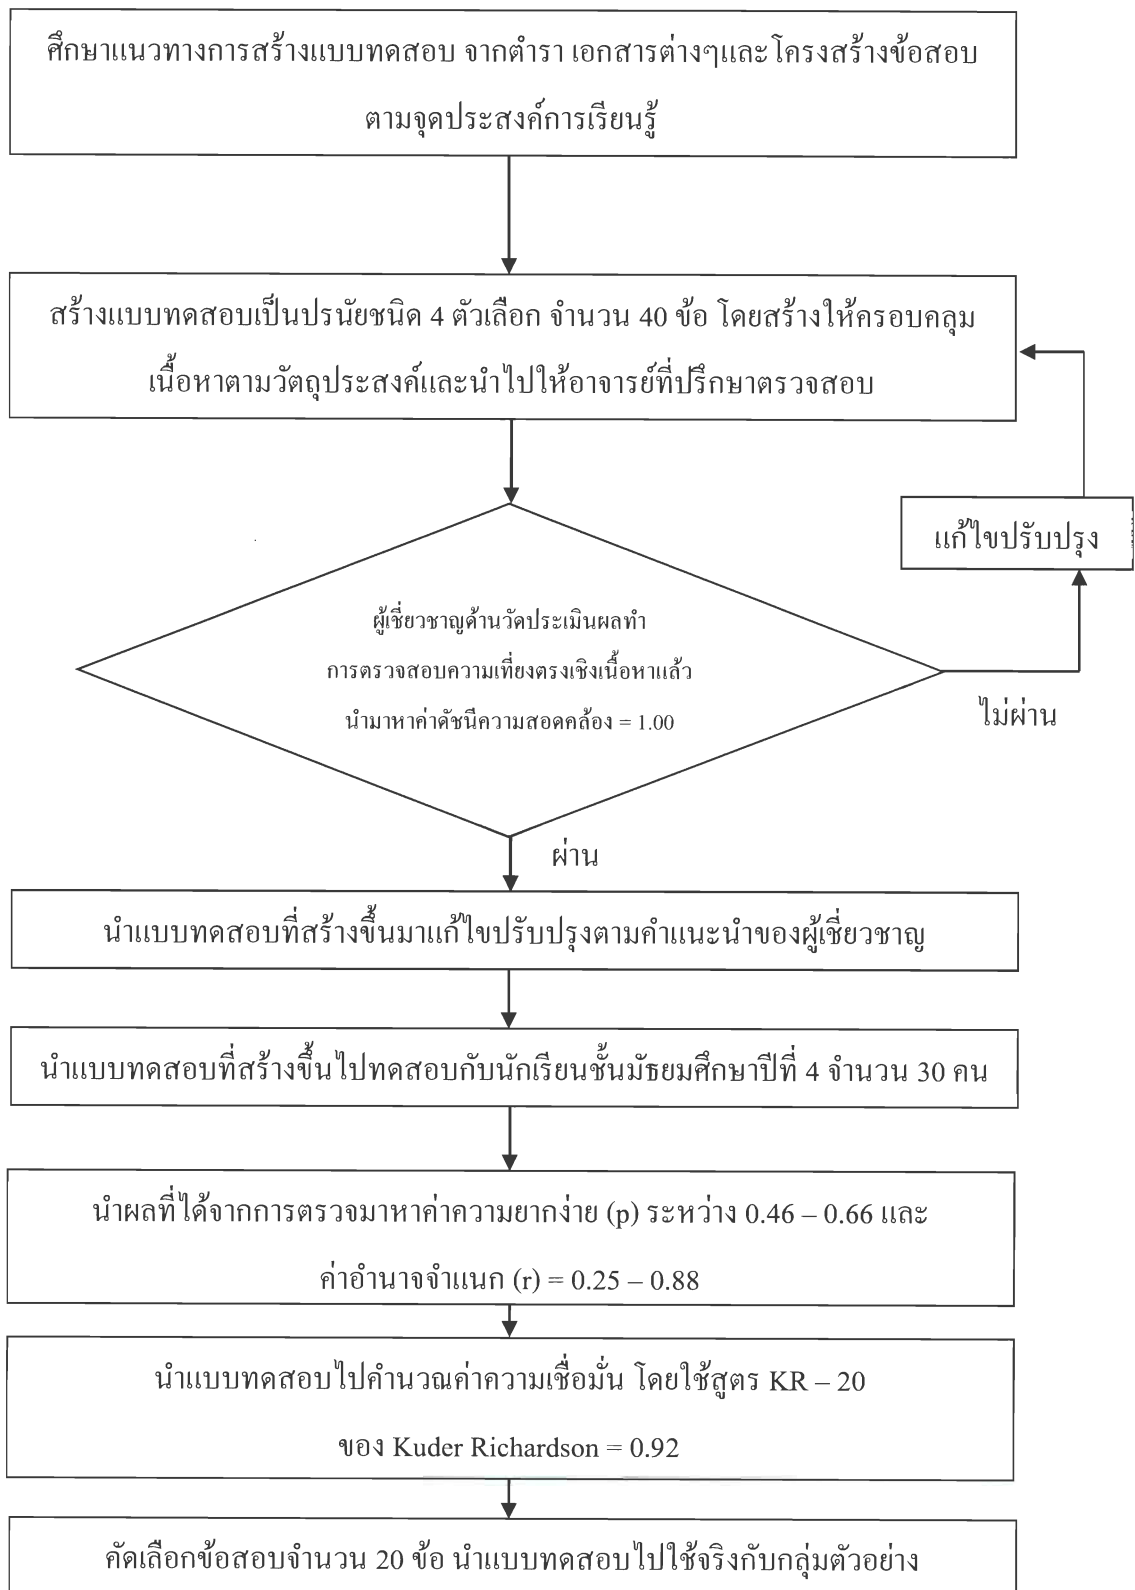 ศึกษาแนวทางการสร้างแบบทดสอบ จากตำรา เอกสารต่างๆและโครงสร้างข้อสอบ
ตามจุดประสงค์การเรียนรู้
สร้างแบบทดสอบเป็นปรนัยชนิด 4 ตัวเลือก จำนวน 40 ข้อ โดยสร้างให้ครอบคลุม
เนื้อหาตามวัตถุประสงค์และนำไปให้อาจารย์ที่ปรึกษาตรวจสอบ
แก้ไขปรับปรุง
ผู้เชี่ยวชาญด้านวัดประเมินผลทำ
การตรวจสอบความเที่ยงตรงเชิงเนื้อหาแล้ว
นำมาหาค่าดัชนีความสอดคล้อง = 1.00
ไม่ผ่าน
ผ่าน
นำแบบทดสอบที่สร้างขึ้นมาแก้ไขปรับปรุงตามคำแนะนำของผู้เชี่ยวชาญ
นำแบบทดสอบที่สร้างขึ้นไปทดสอบกับนักเรียนชั้นมัธยมศึกษาปีที่ 4 จำนวน 30 คน
นำผลที่ได้จากการตรวจมาหาค่าความยากง่าย (p) ระหว่าง 0.46 – 0.66 และ
ค่าอำนาจจำแนก (r) = 0.25 – 0.88
นำแบบทดสอบไปคำนวณค่าความเชื่อมั่น โดยใช้สูตร KR – 20
ของ Kuder Richardson = 0.92
คัดเลือกข้อสอบจำนวน 20 ข้อ นำแบบทดสอบไปใช้จริงกับกลุ่มตัวอย่าง